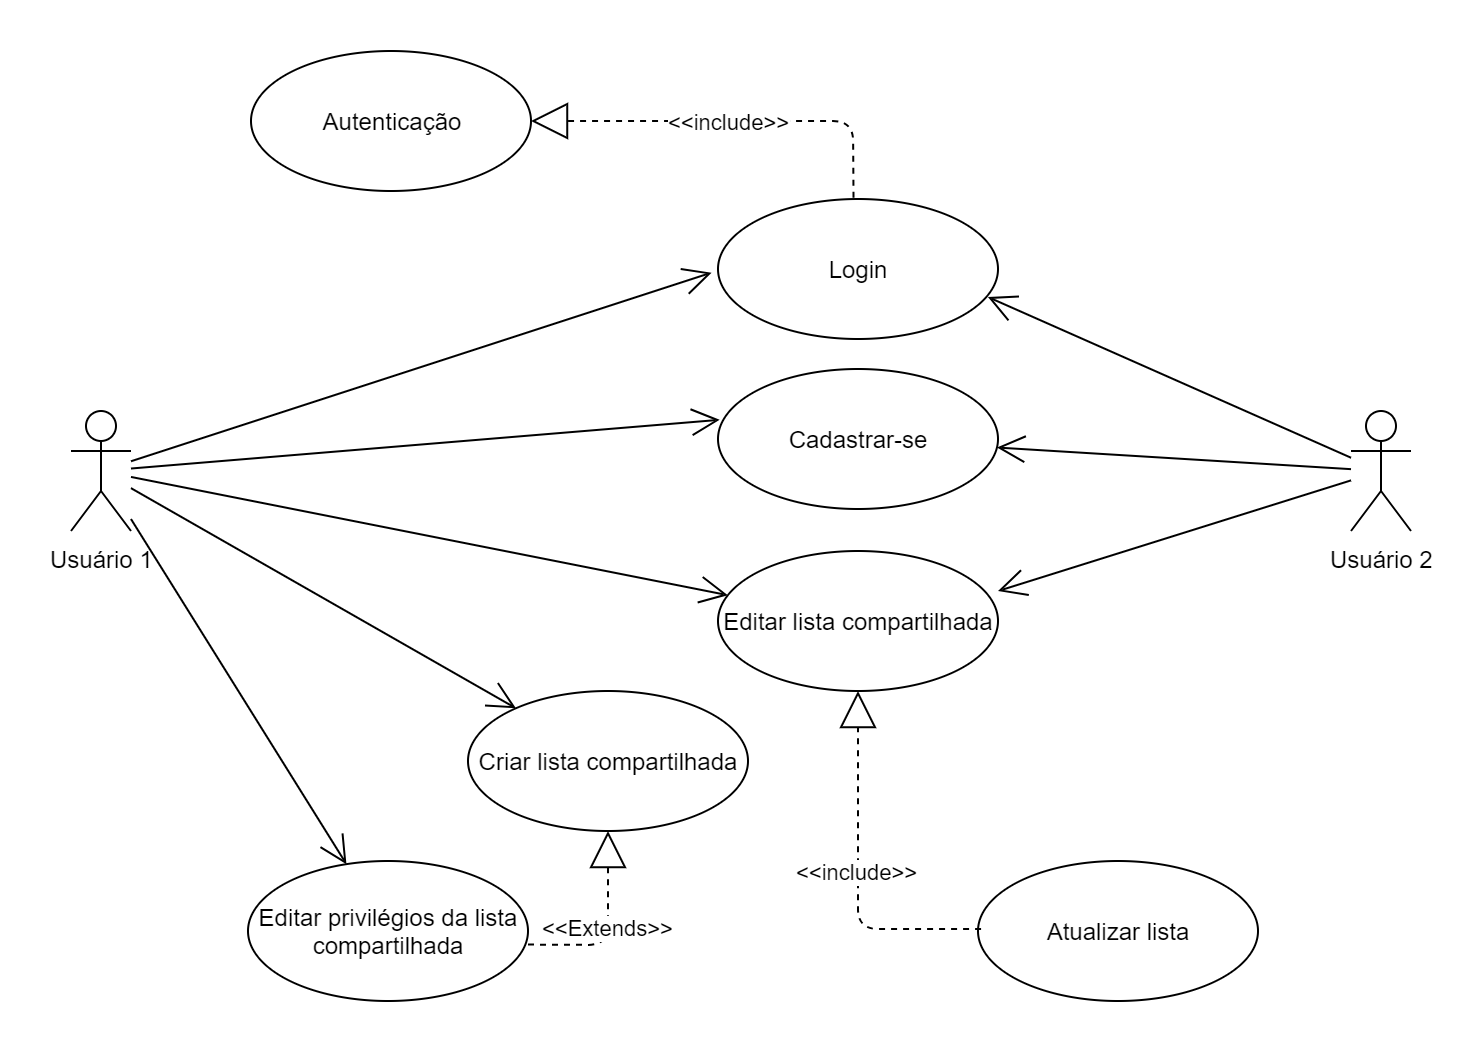 Autenticação
<<include>>
Login
Cadastrar-se
Usuário 1
Usuário 2
Editar lista compartilhada
Criar lista compartilhada
<<include>>
Editar privilégios da lista
compartilhada
<<Extends>>
Atualizar lista